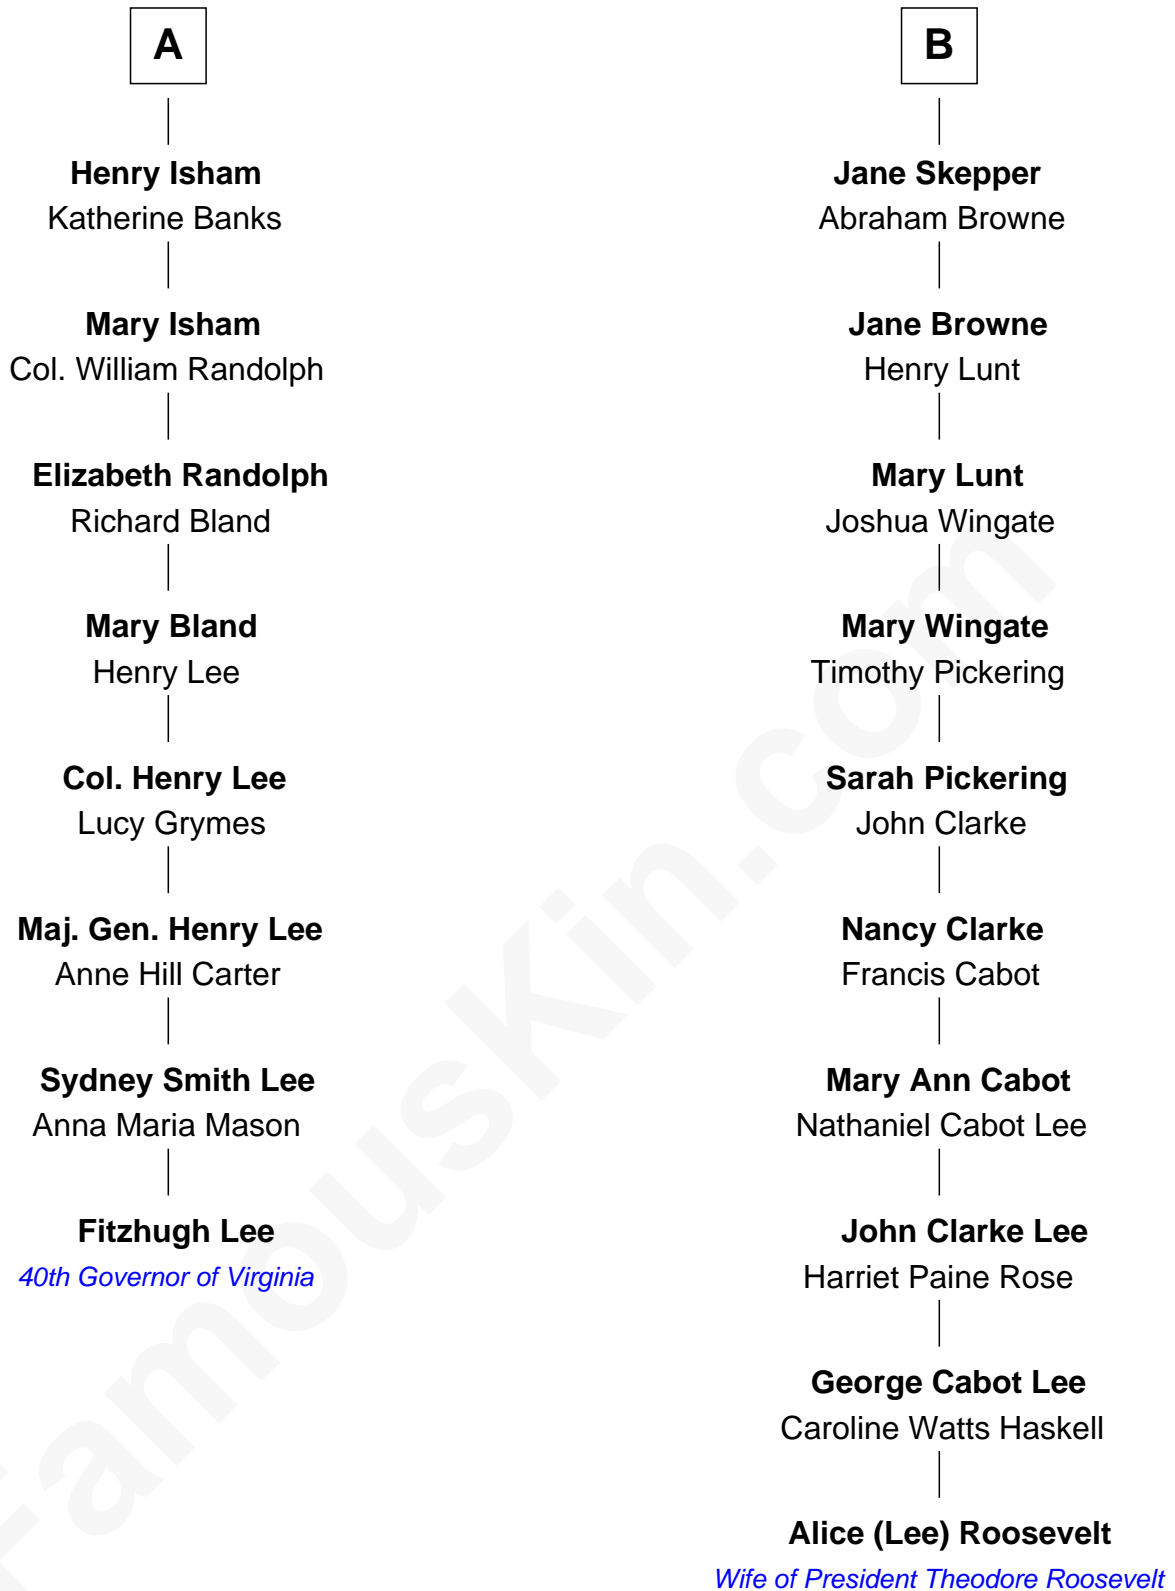 A
Henry Isham
Katherine Banks
Mary Isham
Col. William Randolph
Elizabeth Randolph
Richard Bland
Mary Bland
Henry Lee
Col. Henry Lee
Lucy Grymes
Maj. Gen. Henry Lee
Anne Hill Carter
Sydney Smith Lee
Anna Maria Mason
Fitzhugh Lee
40th Governor of Virginia
B
Jane Skepper
Abraham Browne
Jane Browne
Henry Lunt
Mary Lunt
Joshua Wingate
Mary Wingate
Timothy Pickering
Sarah Pickering
John Clarke
Nancy Clarke
Francis Cabot
Mary Ann Cabot
Nathaniel Cabot Lee
John Clarke Lee
Harriet Paine Rose
George Cabot Lee
Caroline Watts Haskell
Alice (Lee) Roosevelt
Wife of President Theodore Roosevelt
FamousKin.com